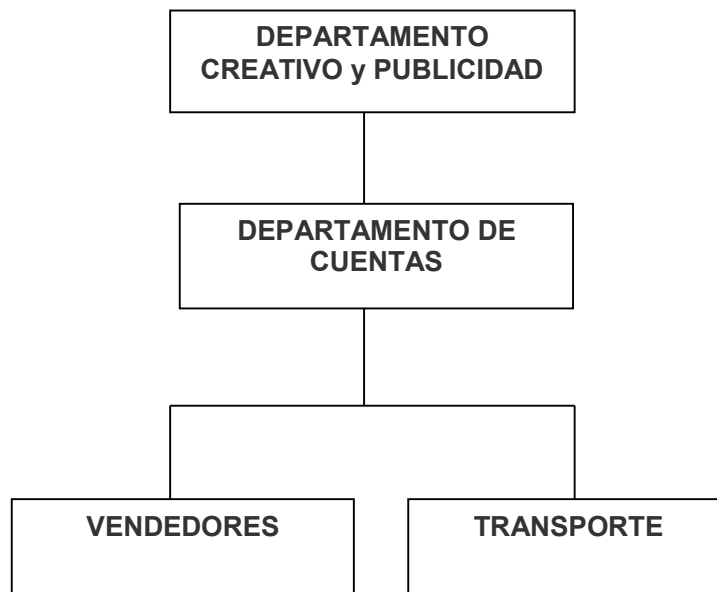 DEPARTAMENTO
CREATIVO y PUBLICIDAD
DEPARTAMENTO DE
CUENTAS
VENDEDORES
TRANSPORTE